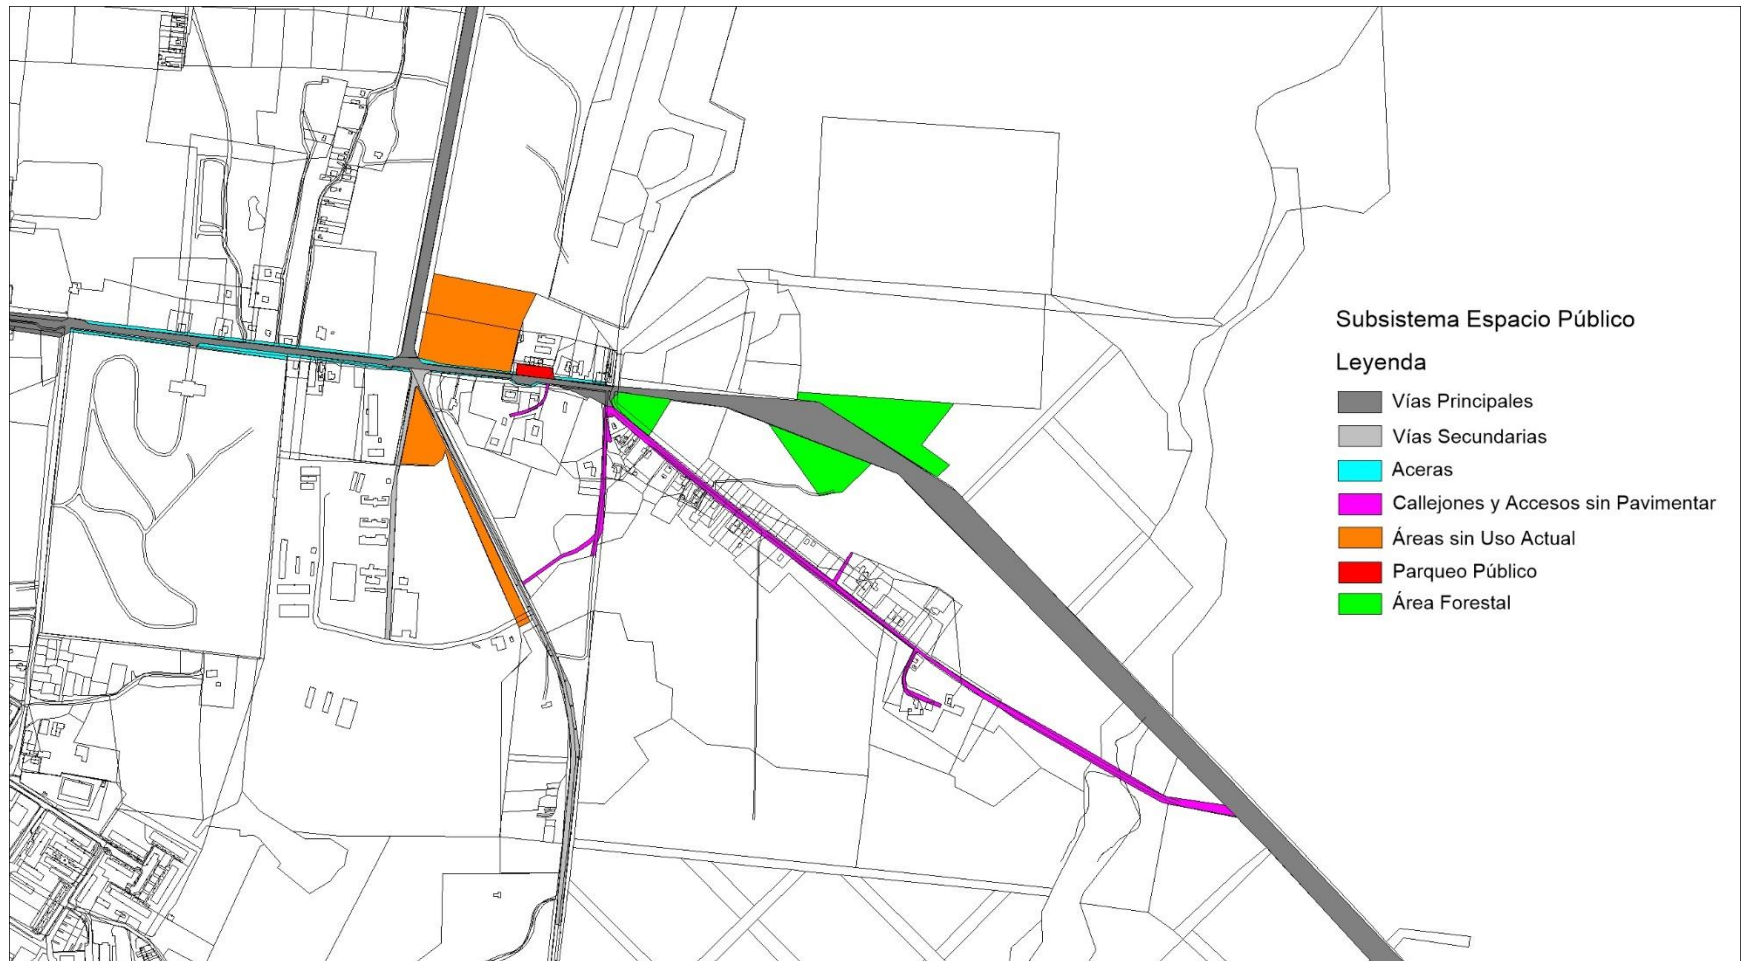 Subsistema Espacio Público
Leyenda
Vías Principales
Vías Secundarias
Aceras
Callejones y Accesos sin Pavimentar
Áreas sin Uso Actual
Parqueo Público
Área Forestal